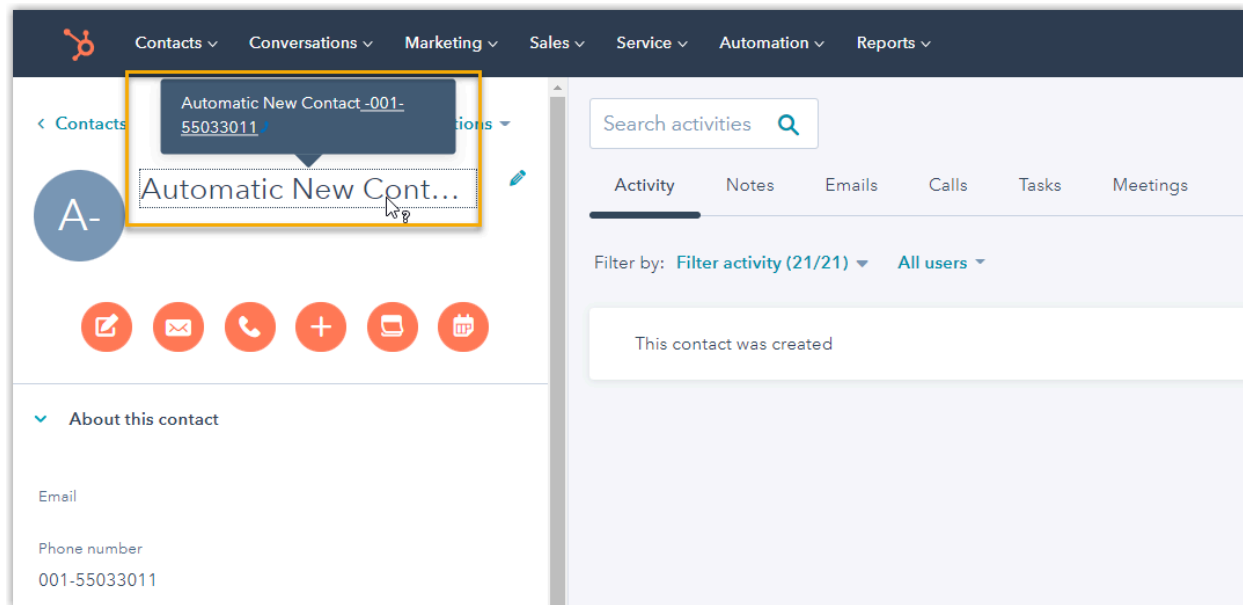 Contacts Conversations Marketing Sales Service Automation Reports
Automatic New Contact -001-
55033011
Contacts
Automatic New Cont...
A-
About this contact
Email
Phone number
001-55033011
Search activities
Activity Notes Emails Calls Tasks Meetings
Filter by: Filter activity (21/21) All users
This contact was created